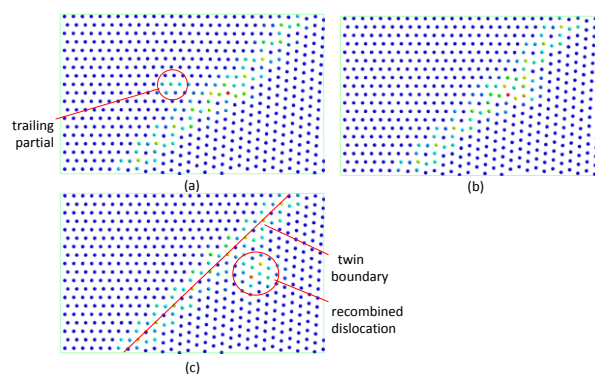 trailing
partial
(a)
(b)
twin
boundary
recombined
dislocation
(c)